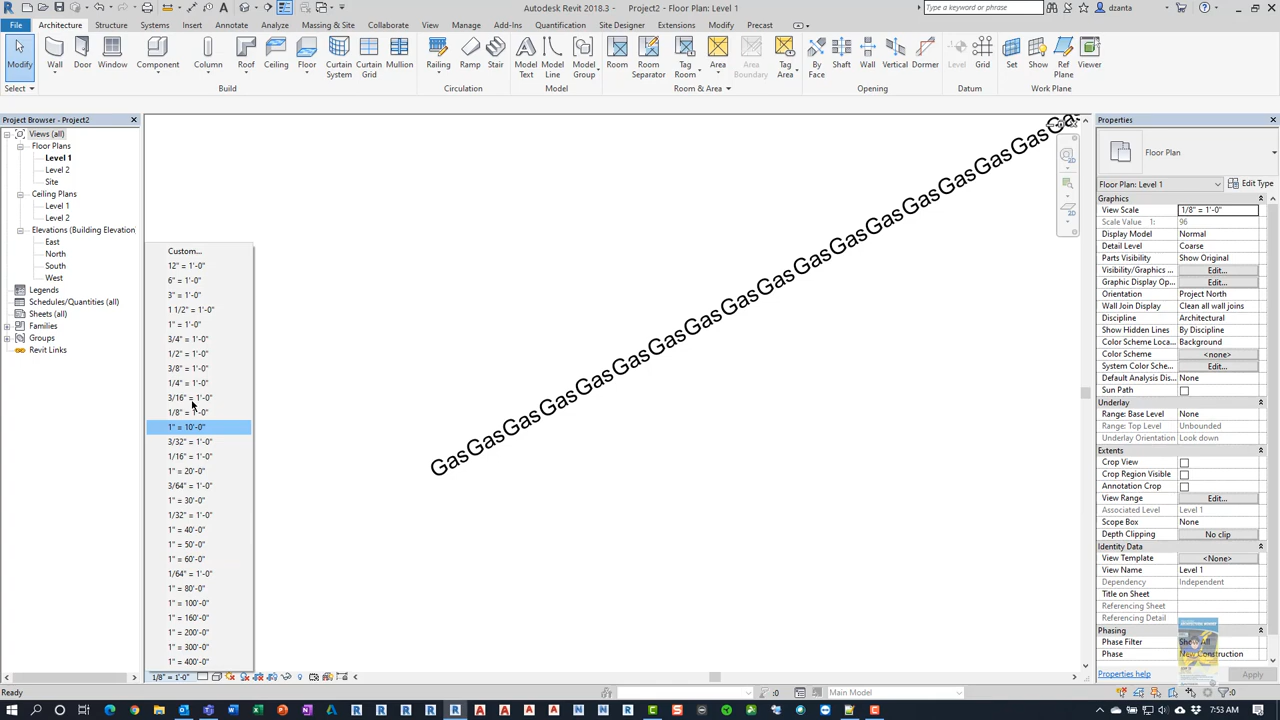 Autodesk Revit 2018.3 - Project2 - Floor Plan: Level 1
Type a keyword or phrase
dzanta
File Architecture Structure Systems Insert Annotate Analyze Massing & Site Collaborate View Manage Add-Ins Quantification Site Designer Extensions Modify Precast
Modify Wall Door Window Component Column Roof Ceiling Floor Curtain System Curtain Grid Mullion Railing Ramp Stair Model Text Model Line Model Group Room Room Separator Tag Room Area Area Boundary Tag Area By Face Shaft Wall Vertical Dormer Level Grid Set Show Ref Plane Viewer
Select Build Circulation Model Room & Area Opening Datum Work Plane
Project Browser - Project2
Views (all)
Floor Plans
Level 1
Level 2
Site
Ceiling Plans
Level 1
Level 2
Elevations (Building Elevation
East
North
South
West
Legends
Schedules/Quantities (all)
Sheets (all)
Families
Groups
Revit Links
Custom...
12" = 1'-0"
6" = 1'-0"
3" = 1'-0"
1 1/2" = 1'-0"
1" = 1'-0"
3/4" = 1'-0"
1/2" = 1'-0"
3/8" = 1'-0"
1/4" = 1'-0"
3/16" = 1'-0"
1/8" = 1'-0"
1" = 10'-0"
3/32" = 1'-0"
1/16" = 1'-0"
1" = 20'-0"
3/64" = 1'-0"
1" = 30'-0"
1/32" = 1'-0"
1" = 40'-0"
1" = 50'-0"
1" = 60'-0"
1/64" = 1'-0"
1" = 80'-0"
1" = 100'-0"
1" = 160'-0"
1" = 200'-0"
1" = 300'-0"
1" = 400'-0"
1/8" = 1'-0"
GasGasGasGasGasGasGasGasGasGasGasGasGasGasGasGasGasGas
Properties
Floor Plan
Floor Plan: Level 1 Edit Type
Graphics
View Scale 1/8" = 1'-0"
Scale Value 1: 96
Display Model Normal
Detail Level Coarse
Parts Visibility Show Original
Visibility/Graphics ... Edit...
Graphic Display Op... Edit...
Orientation Project North
Wall Join Display Clean all wall joins
Discipline Architectural
Show Hidden Lines By Discipline
Color Scheme Loca... Background
Color Scheme <none>
System Color Sche... Edit...
Default Analysis Dis... None
Sun Path
Underlay
Range: Base Level None
Range: Top Level Unbounded
Underlay Orientation Look down
Extents
Crop View
Crop Region Visible
Annotation Crop
View Range Edit...
Associated Level Level 1
Scope Box None
Depth Clipping No clip
Identity Data
View Template <None>
View Name Level 1
Dependency Independent
Title on Sheet
Referencing Sheet
Referencing Detail
Phasing
Phase Filter Show All
Phase New Construction
Properties help Apply
Ready
:0 Main Model :0
7:53 AM